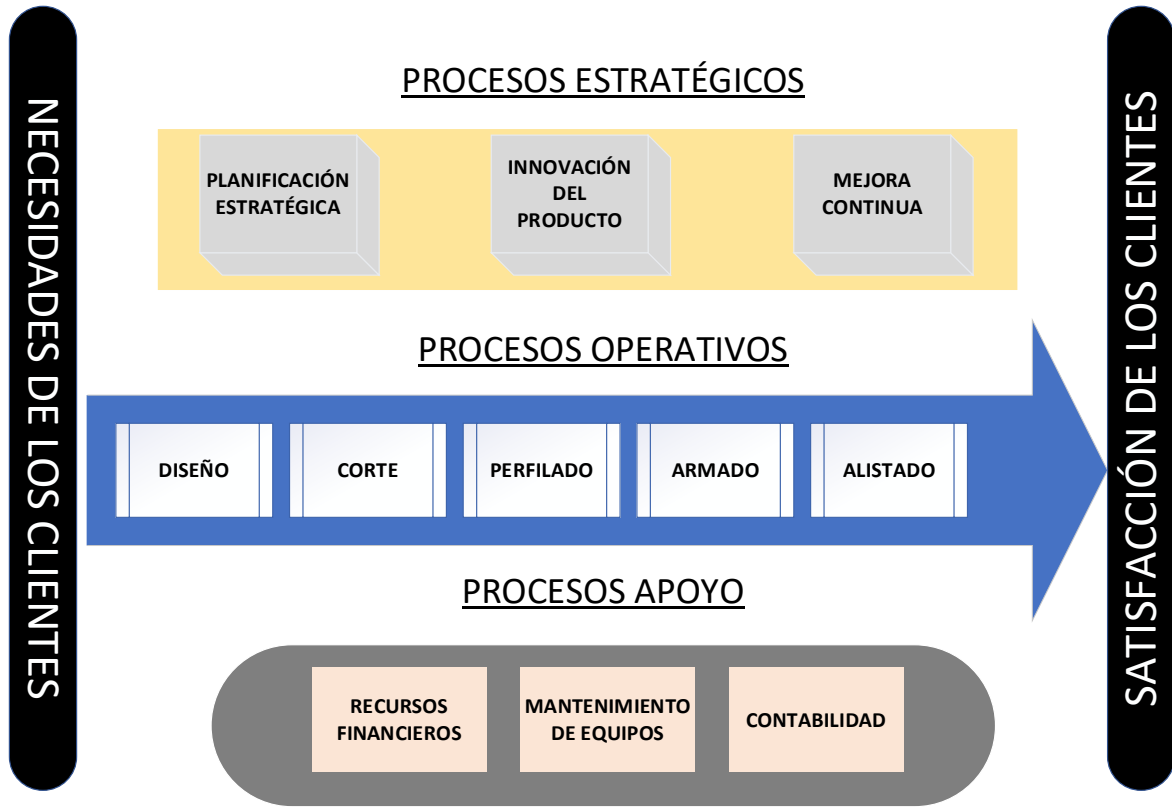 NECESIDADES DE LOS CLIENTES
PROCESOS ESTRATÉGICOS
PLANIFICACIÓN
ESTRATÉGICA
INNOVACIÓN
DEL
PRODUCTO
MEJORA
CONTINUA
PROCESOS OPERATIVOS
DISEÑO
CORTE
PERFILADO
ARMADO
ALISTADO
PROCESOS APOYO
RECURSOS
FINANCIEROS
MANTENIMIENTO
DE EQUIPOS
CONTABILIDAD
SATISFACCIÓN DE LOS CLIENTES